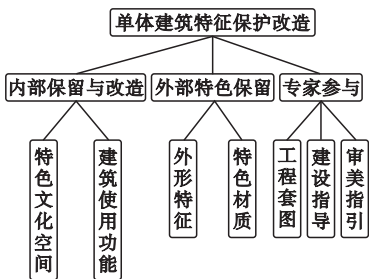 单体建筑特征保护改造
内部保留与改造
外部特色保留
专家参与
特色文化空间
建筑使用功能
外形特征
特色材质
工程套图
建设指导
审美指引